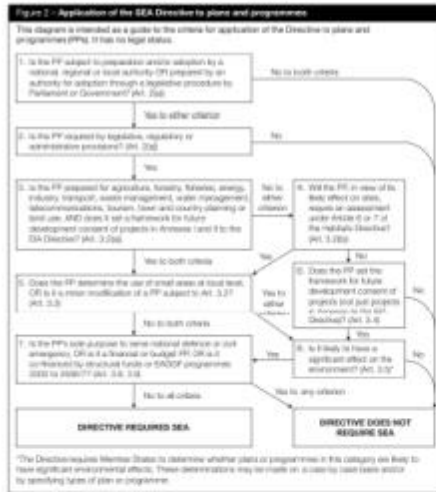 Figure 2 – Application of the SEA Directive to plans and programmes
This diagram is intended as a guide to the criteria for application of the Directive to plans and
programmes (PPs). It has no legal status.
1. Is the PP subject to preparation and/or adoption by a
national, regional or local authority OR prepared by an
authority for adoption through a legislative procedure by
Parliament or Government? (Art. 2(a))
No to both criteria
Yes to either criterion
2. Is the PP required by legislative, regulatory or
administrative provisions? (Art. 2(a))
No
Yes
3. Is the PP prepared for agriculture, forestry, fisheries, energy,
industry, transport, waste management, water management,
telecommunications, tourism, town and country planning or
land use, AND does it set a framework for future
development consent of projects in Annexes I and II to the
EIA Directive? (Art. 3.2(a))
No to
either
criterion
4. Will the PP, in view of its
likely effect on sites,
require an assessment
under Article 6 or 7 of
the Habitats Directive?
(Art. 3.2(b))
Yes to both criteria
Yes
No
5. Does the PP determine the use of small areas at local level,
OR is it a minor modification of a PP subject to Art. 3.2?
(Art. 3.3)
Yes to
either
criterion
6. Does the PP set the
framework for future
development consent of
projects (not just projects
in Annexes to the EIA
Directive)? (Art. 3.4)
No
No to both criteria
Yes
7. Is the PP's sole purpose to serve national defence or civil
emergency, OR is it a financial or budget PP, OR is it
co-financed by structural funds or EAGGF programmes
2000 to 2006/7? (Art. 3.8, 3.9)
Yes
8. Is it likely to have a
significant effect on the
environment? (Art. 3.5)*
No
No to all criteria
Yes to any criterion
DIRECTIVE REQUIRES SEA
DIRECTIVE DOES NOT
REQUIRE SEA
*The Directive requires Member States to determine whether plans or programmes in this category are likely to
have significant environmental effects. These determinations may be made on a case by case basis and/or
by specifying types of plan or programme.